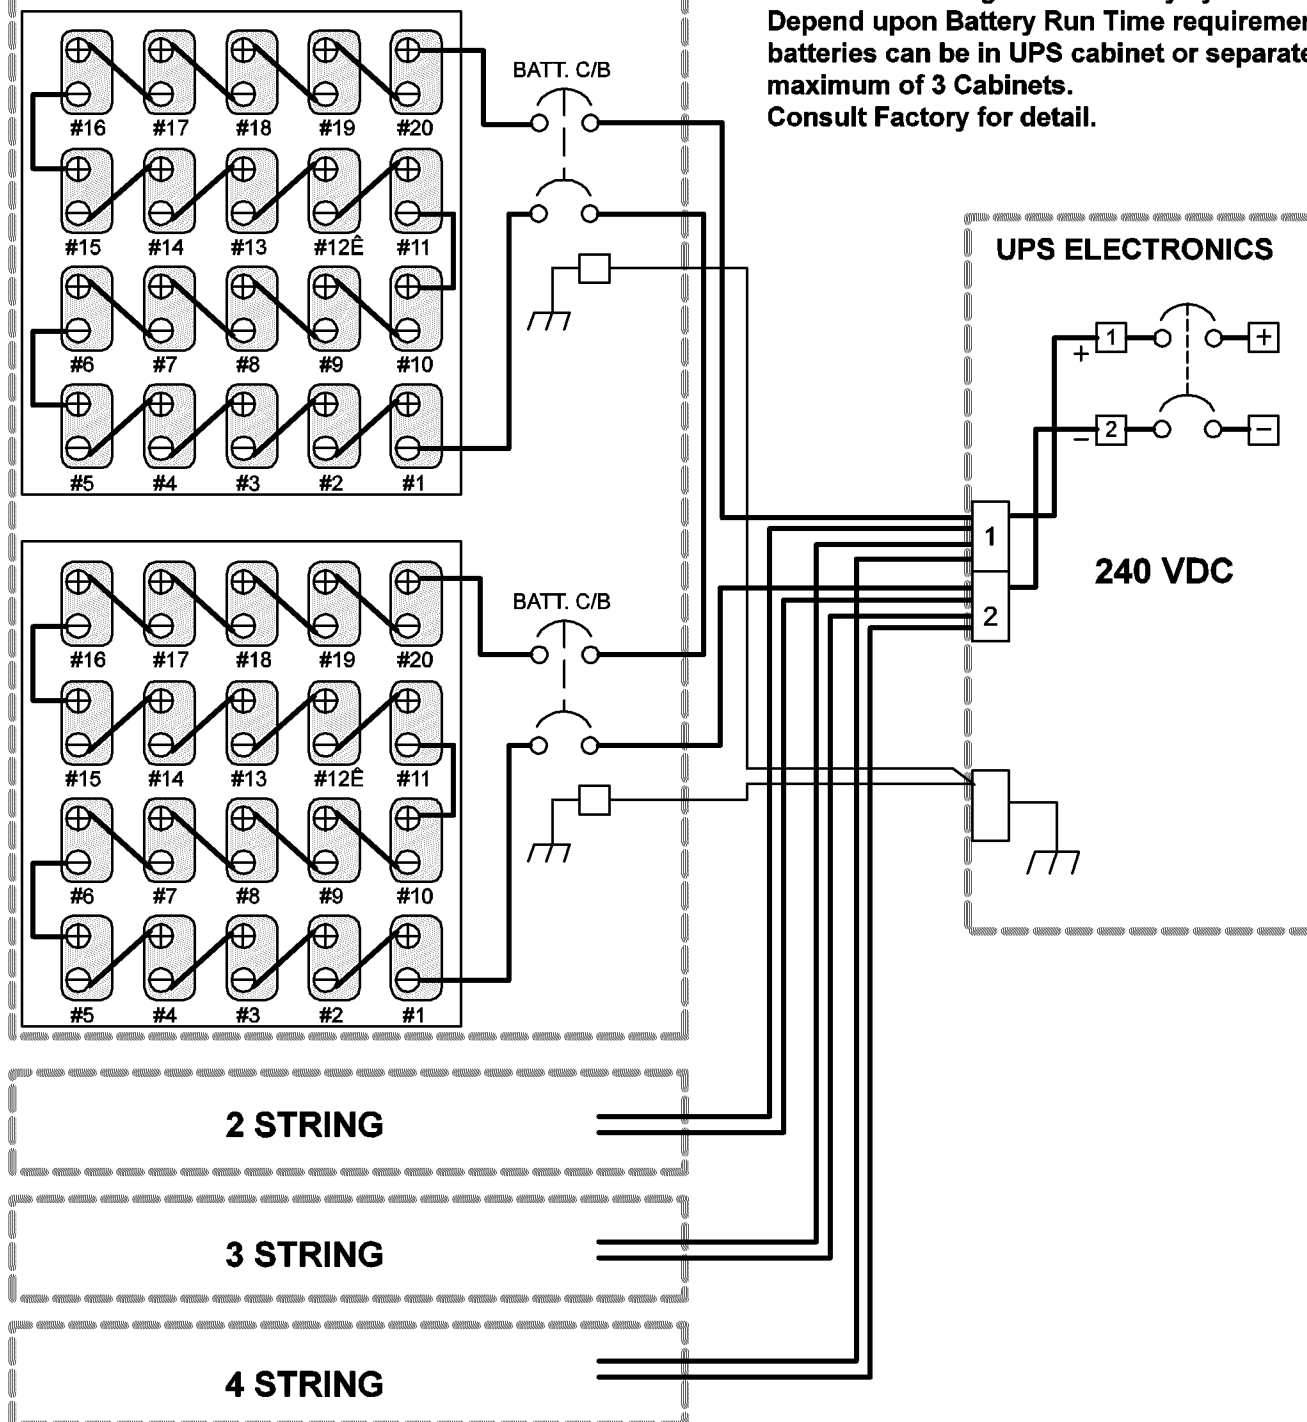 Depend upon Battery Run Time
batteries can be in UPS cabinet or
maximum of 3 Cabinets.
Consult Factory for detail.
BATT. C/B
#16 #17 #18 #19 #20
#15 #14 #13 #12Ê #11
#6 #7 #8 #9 #10
#5 #4 #3 #2 #1
UPS ELECTRONICS
+ 1 +
− 2 −
1
240 VDC
2
BATT. C/B
#16 #17 #18 #19 #20
#15 #14 #13 #12Ê #11
#6 #7 #8 #9 #10
#5 #4 #3 #2 #1
2 STRING
3 STRING
4 STRING